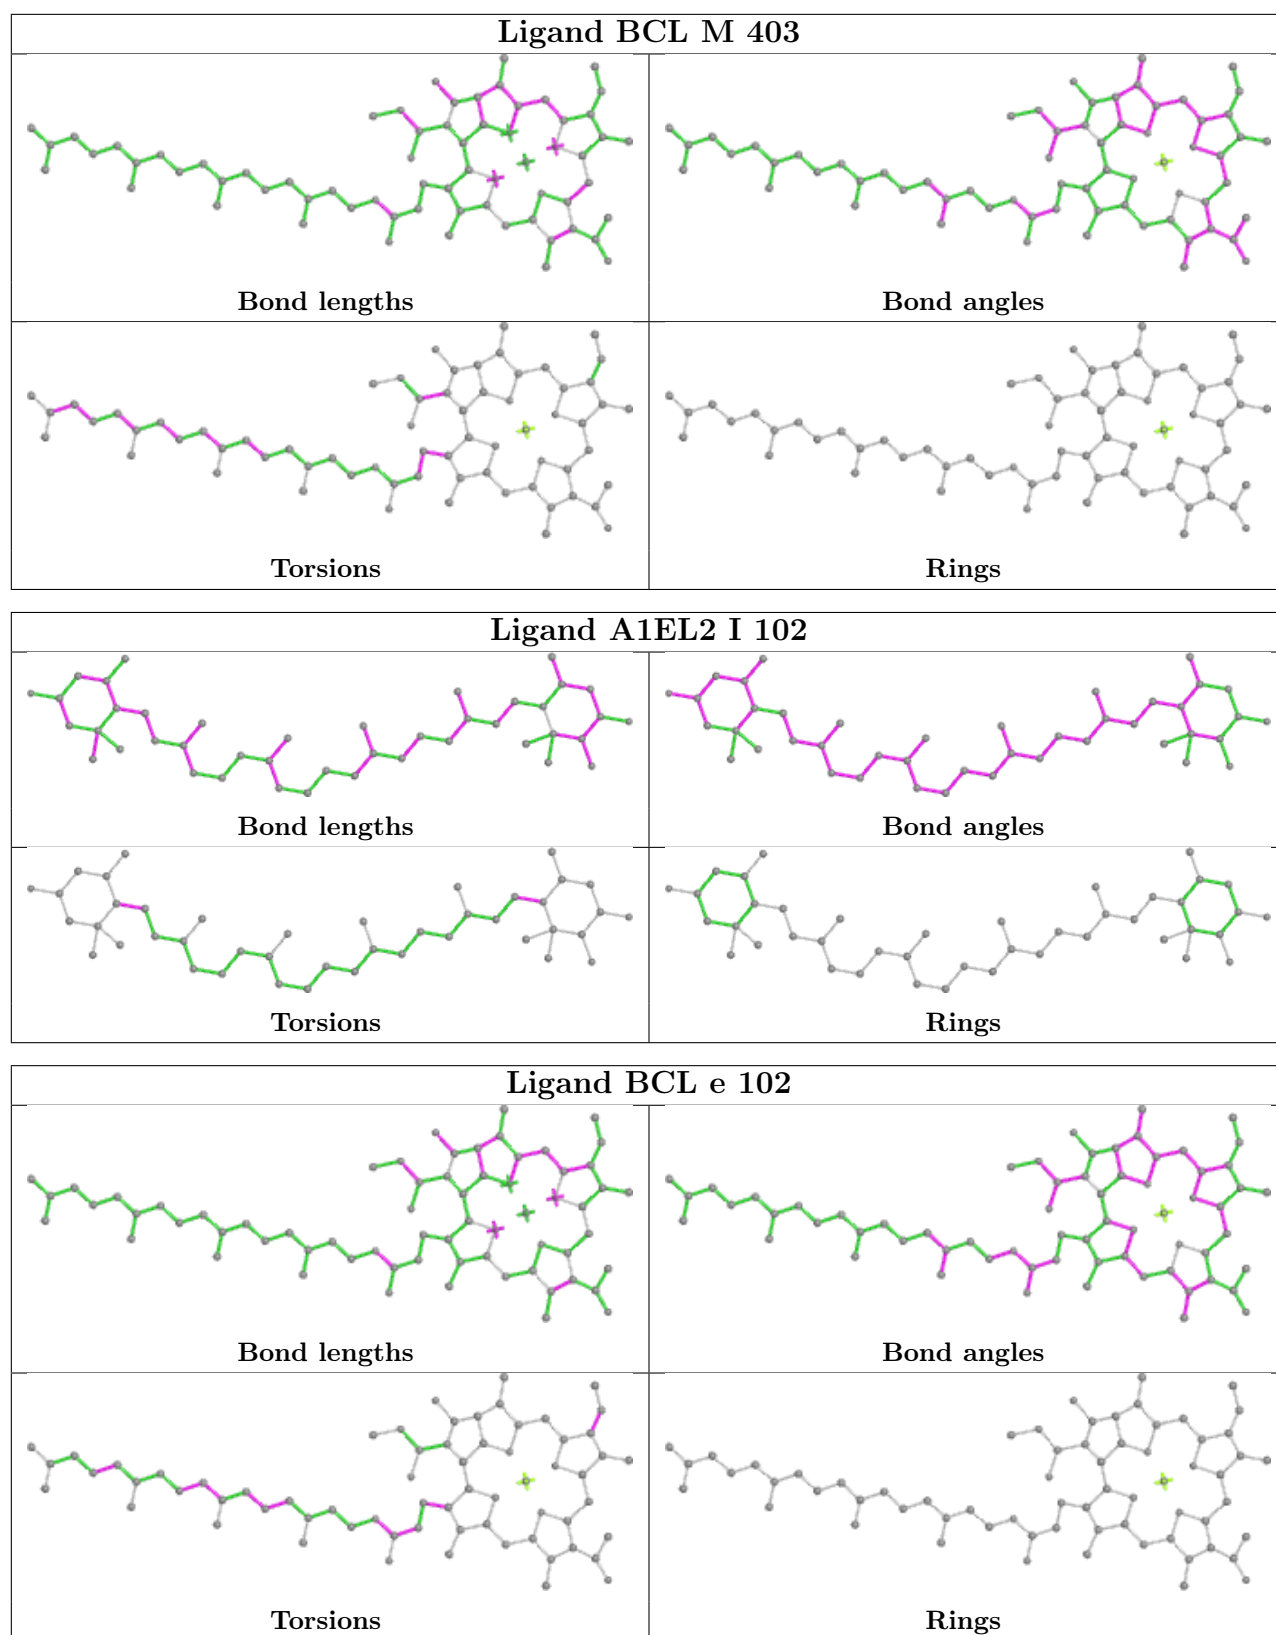 Ligand BCL M 403
Bond lengths
Bond angles
Torsions
Rings
Ligand A1EL2 I 102
Bond lengths
Bond angles
Torsions
Rings
Ligand BCL e 102
Bond lengths
Bond angles
Torsions
Rings